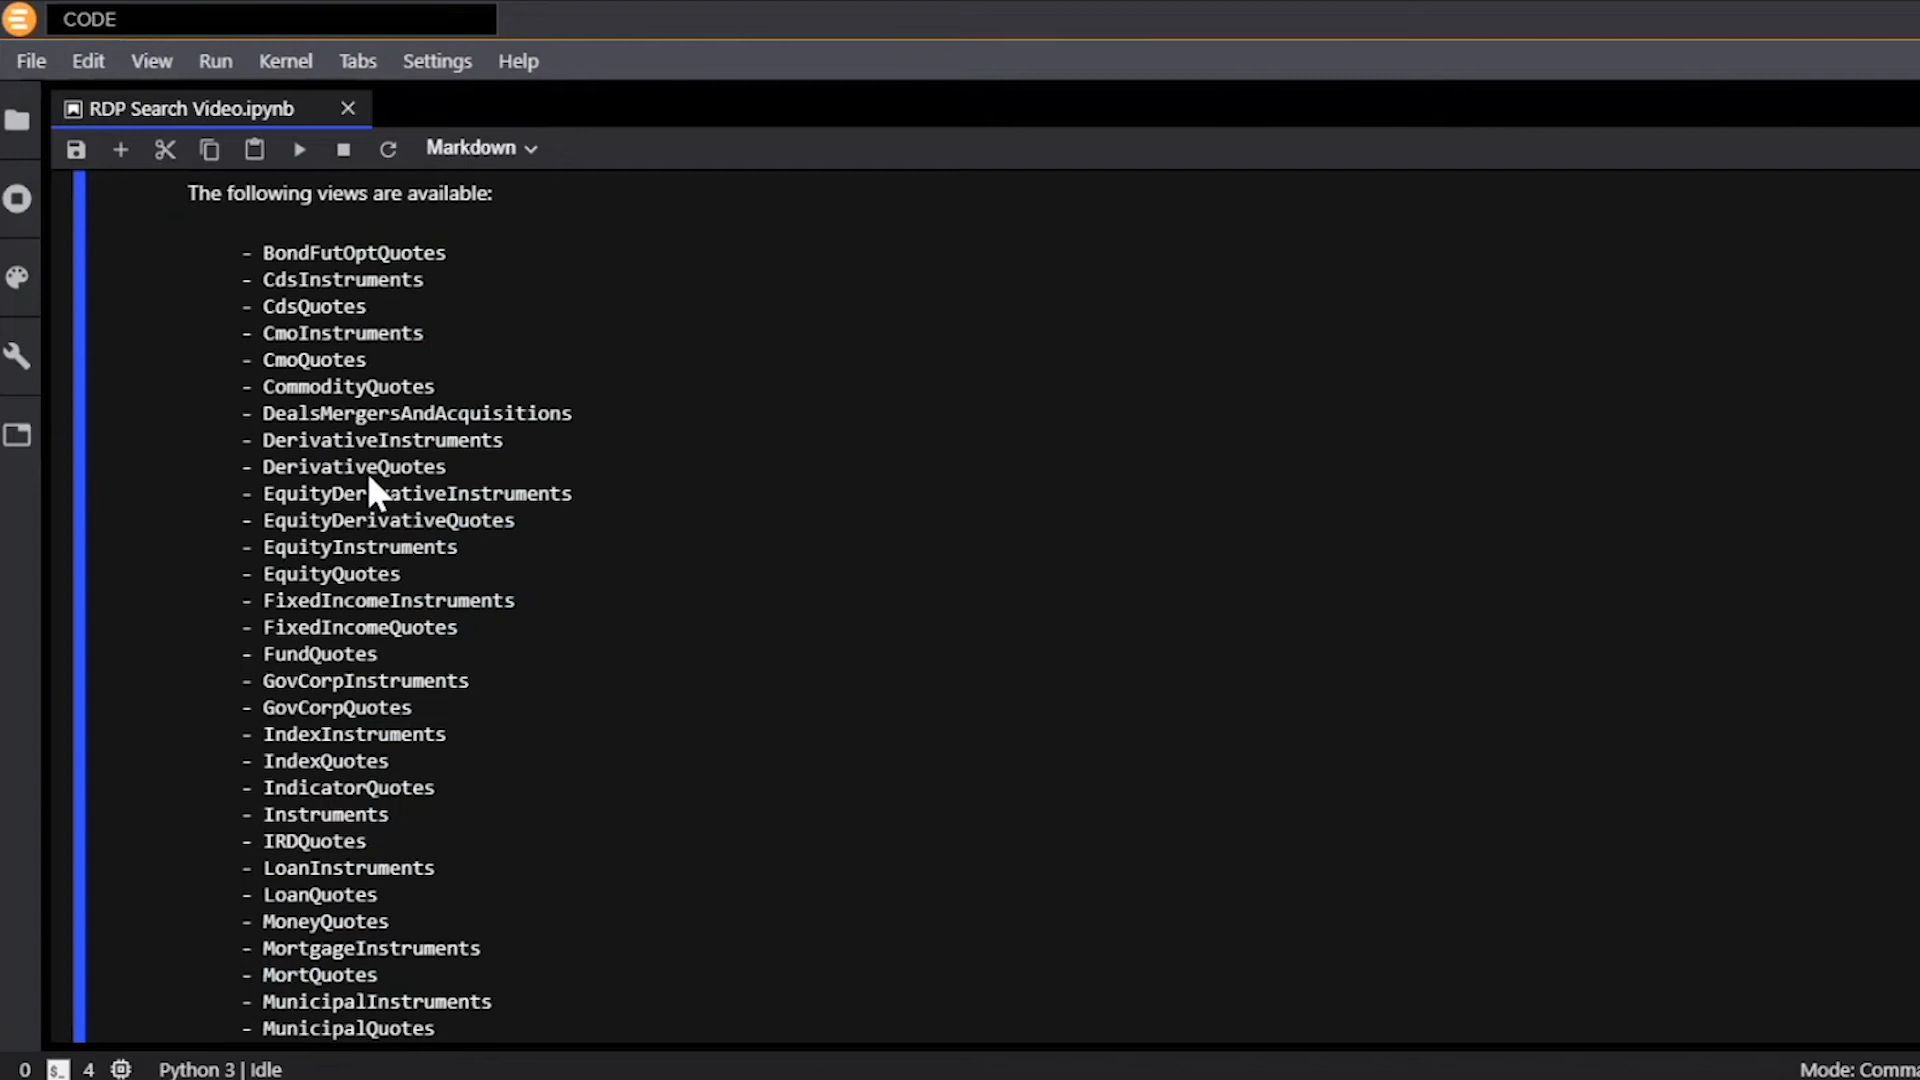 CODE
File Edit View Run Kernel Tabs Settings Help
RDP Search Video.ipynb
Markdown
The following views are available:
- BondFutOptQuotes
- CdsInstruments
- CdsQuotes
- CmoInstruments
- CmoQuotes
- CommodityQuotes
- DealsMergersAndAcquisitions
- DerivativeInstruments
- DerivativeQuotes
- EquityDerivativeInstruments
- EquityDerivativeQuotes
- EquityInstruments
- EquityQuotes
- FixedIncomeInstruments
- FixedIncomeQuotes
- FundQuotes
- GovCorpInstruments
- GovCorpQuotes
- IndexInstruments
- IndexQuotes
- IndicatorQuotes
- Instruments
- IRDQuotes
- LoanInstruments
- LoanQuotes
- MoneyQuotes
- MortgageInstruments
- MortQuotes
- MunicipalInstruments
- MunicipalQuotes
0 $_ 4 Python 3 | Idle Mode: Comma